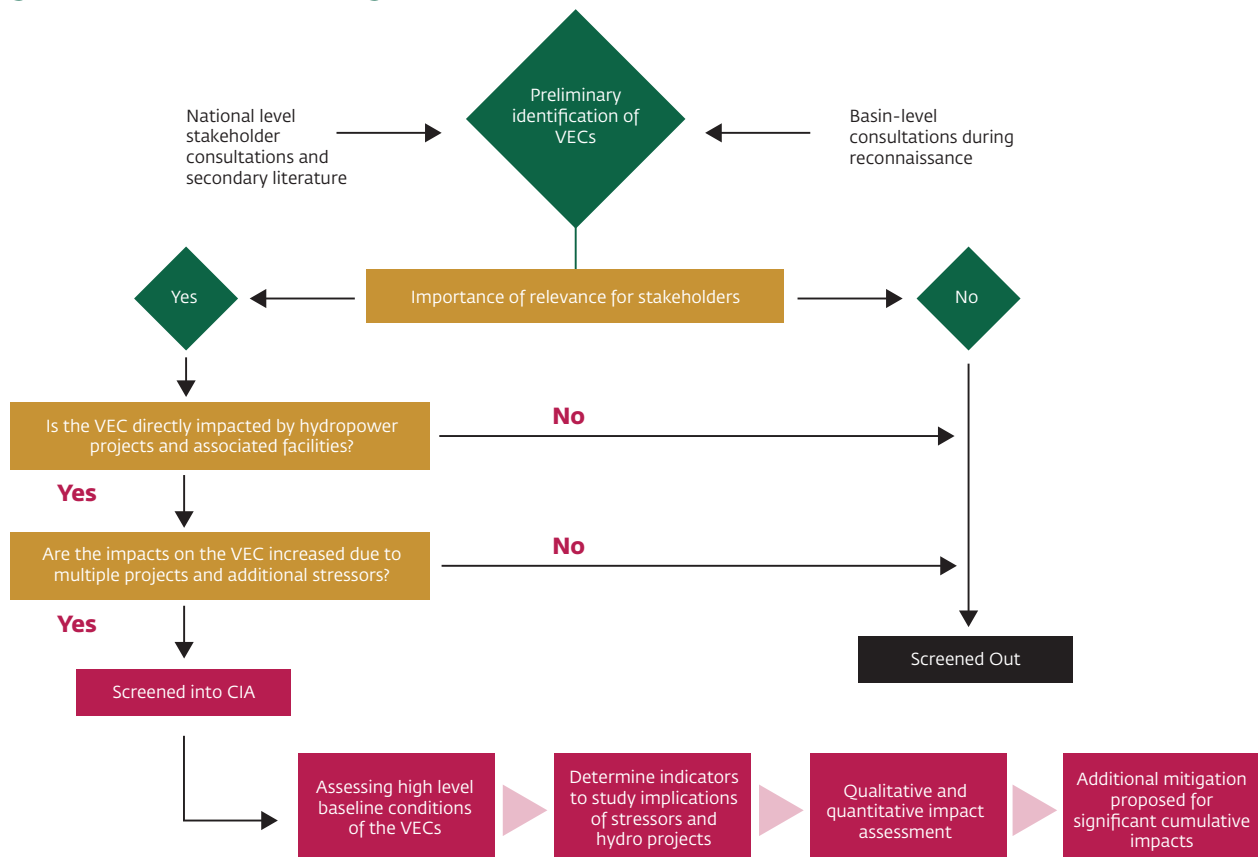 National level
stakeholder
consultations and
secondary literature
Preliminary
identification of
VECs
Basin-level
consultations during
reconnaissance
Yes
Importance of relevance for stakeholders
No
Is the VEC directly impacted by hydropower
projects and associated facilities?
No
Yes
Are the impacts on the VEC increased due to
multiple projects and additional stressors?
No
Yes
Screened into CIA
Screened Out
Assessing high level
baseline conditions
of the VECs
Determine indicators
to study implications
of stressors and
hydro projects
Qualitative and
quantitative impact
assessment
Additional mitigation
proposed for
significant cumulative
impacts